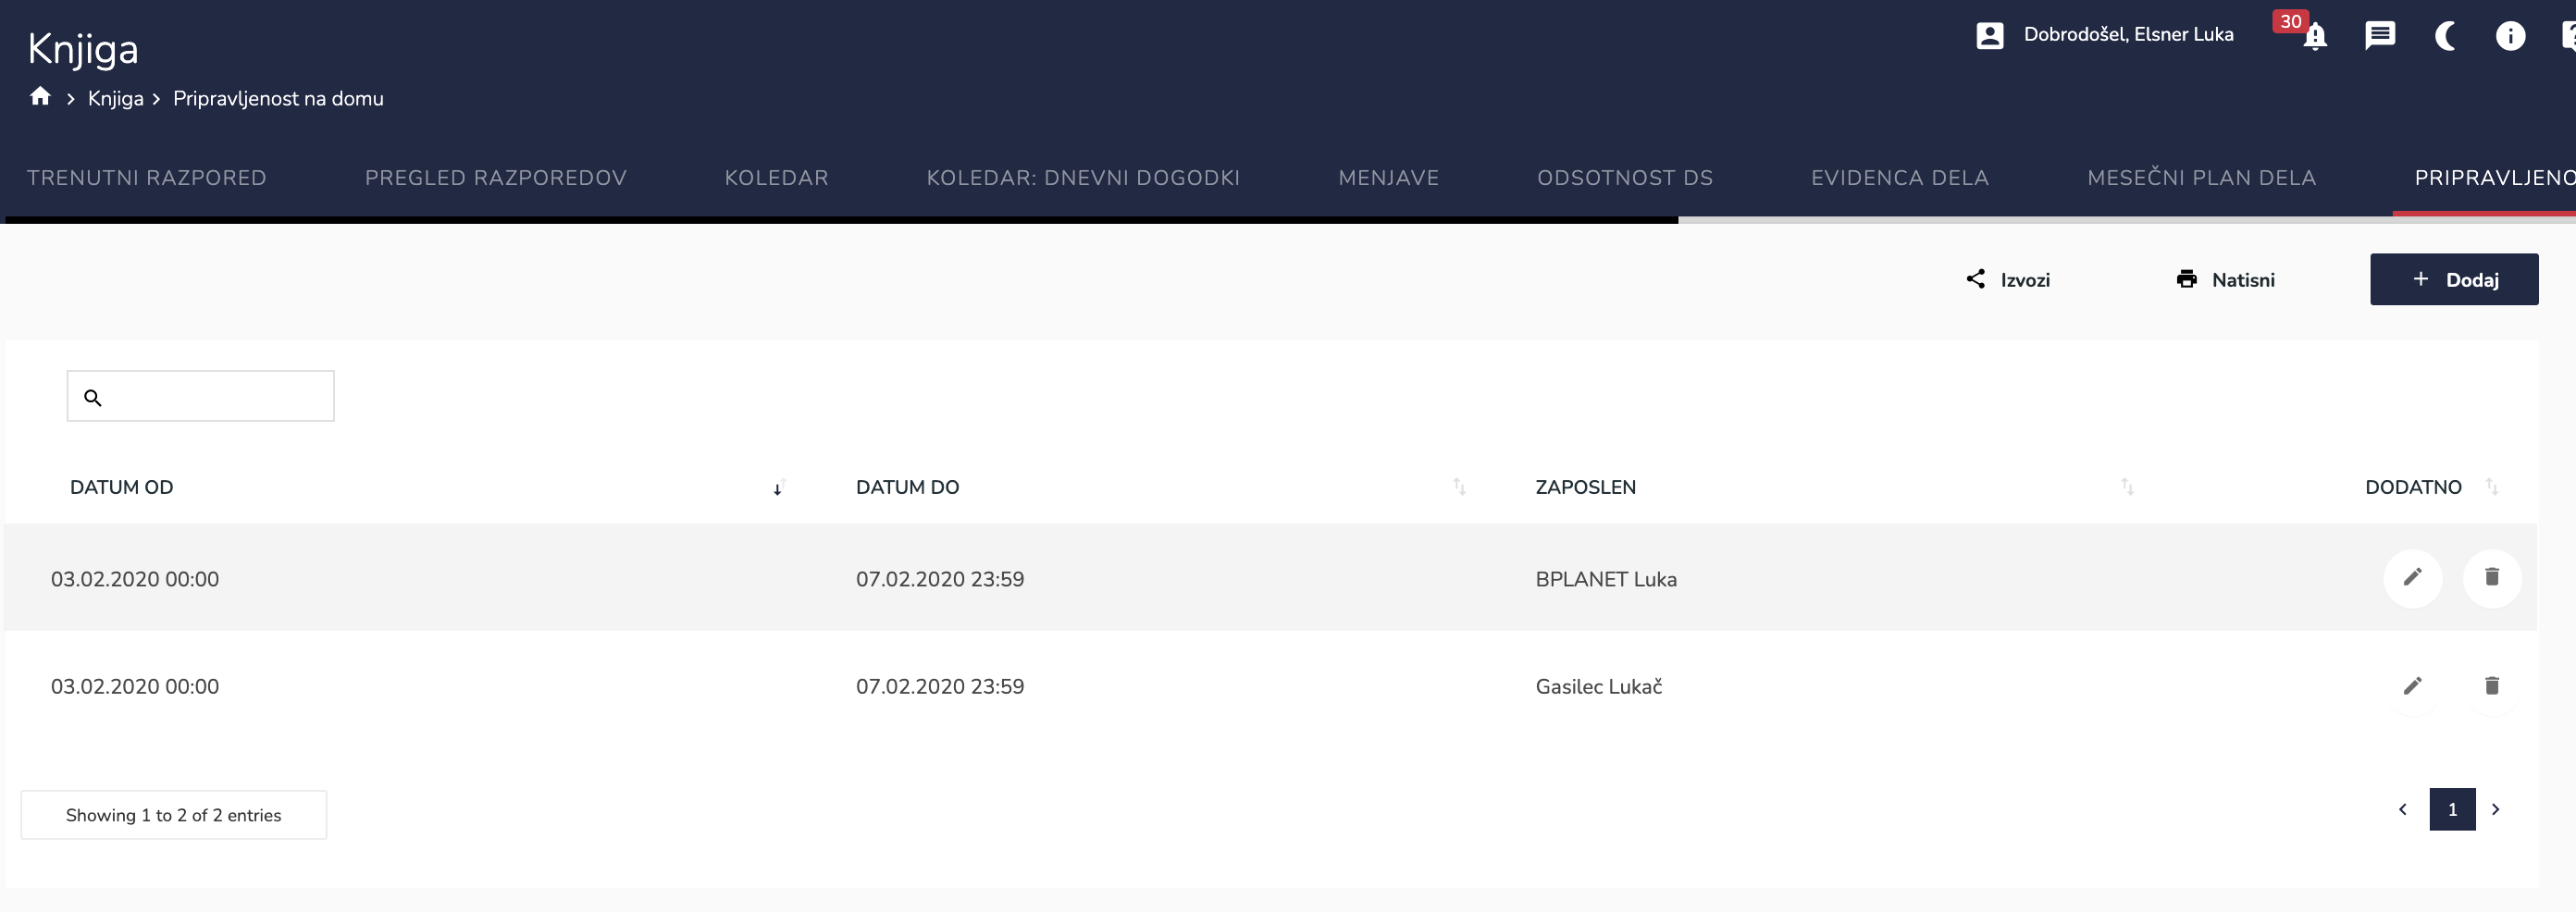 Knjiga
Dobrodošel, Elsner Luka
30
Knjiga
Pripravljenost na domu
TRENUTNI RAZPORED
PREGLED RAZPOREDOV
KOLEDAR
KOLEDAR: DNEVNI DOGODKI
MENJAVE
ODSOTNOST DS
EVIDENCA DELA
MESEČNI PLAN DELA
Izvozi
Natisni
Dodaj
DATUM OD
DATUM DO
ZAPOSLEN
DODATNO
03.02.2020 00:00
07.02.2020 23:59
BPLANET Luka
03.02.2020 00:00
07.02.2020 23:59
Gasilec Lukač
Showing 1 to 2 of 2 entries
1